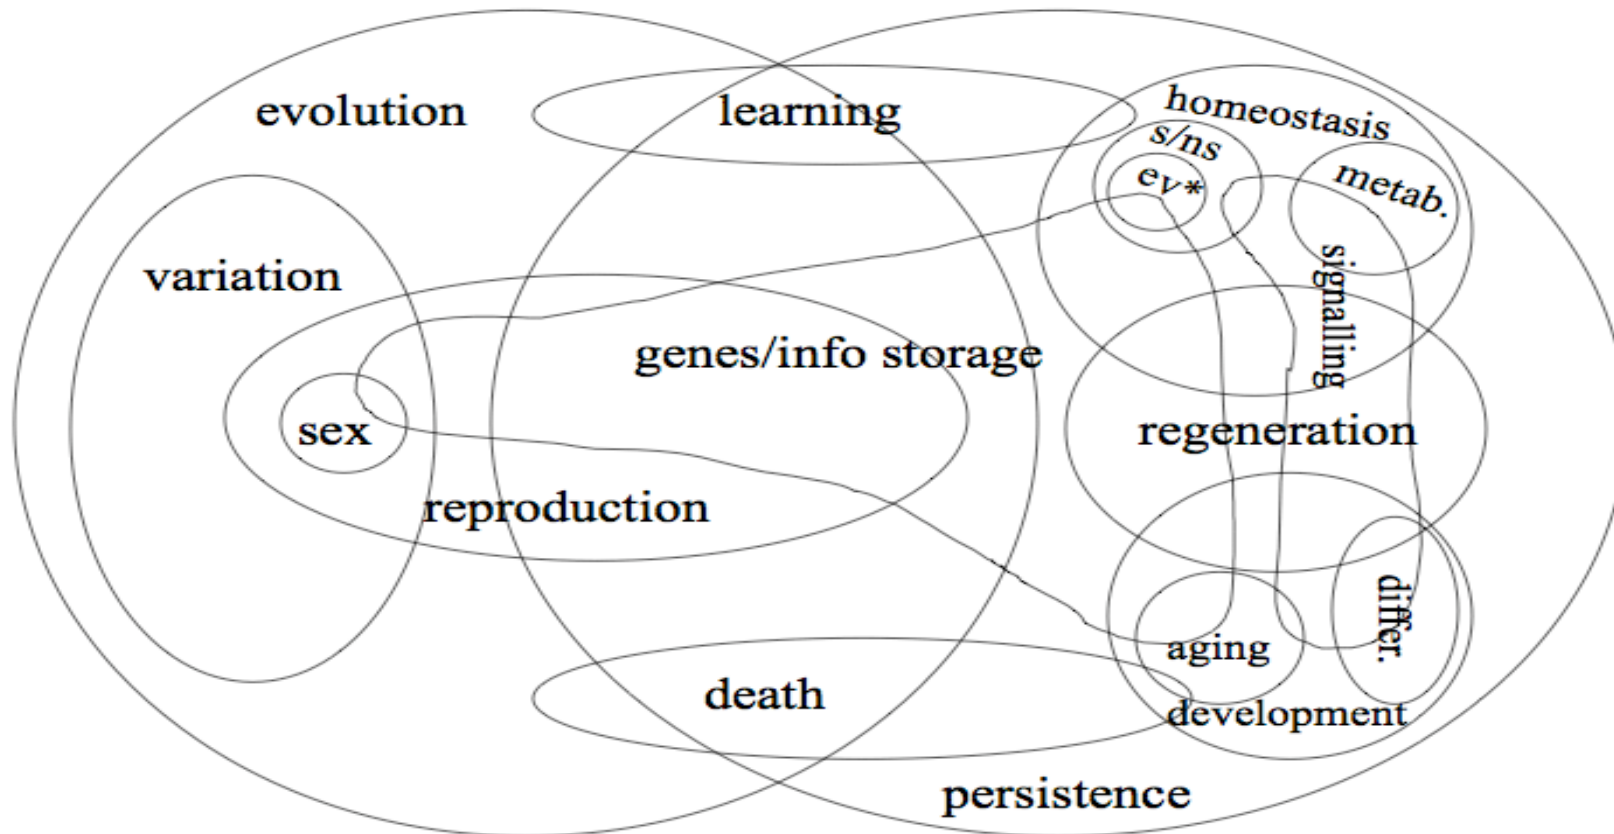 evolution
learning
homeostasis
s/ns
ev*
metab.
variation
signalling
genes/info storage
sex
regeneration
reproduction
differ.
aging
death
development
persistence